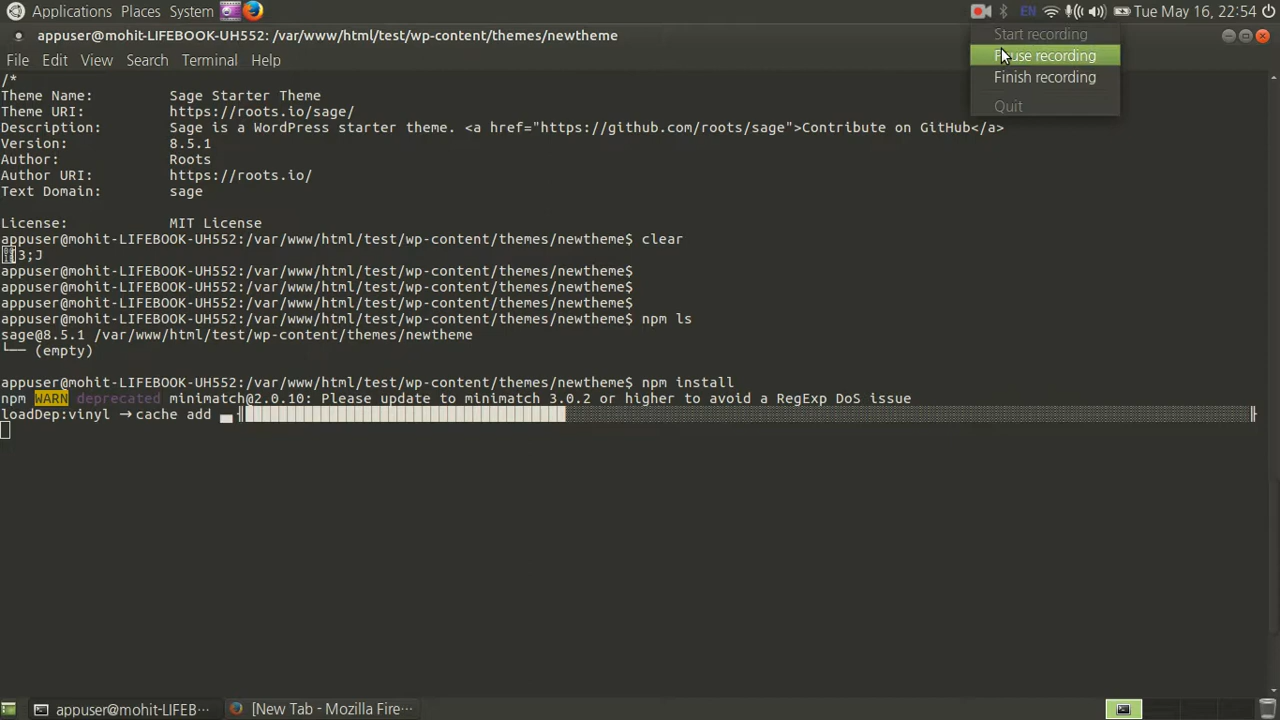 Applications Places System EN Tue May 16, 22:54
appuser@mohit-LIFEBOOK-UH552: /var/www/html/test/wp-content/themes/newtheme
Start recording
File Edit View Search Terminal Help
use recording
Finish recording
Quit
/*
Theme Name: Sage Starter Theme
Theme URI: https://roots.io/sage/
Description: Sage is a WordPress starter theme. <a href="https://github.com/roots/sage">Contribute on GitHub</a>
Version: 8.5.1
Author: Roots
Author URI: https://roots.io/
Text Domain: sage
License: MIT License
appuser@mohit-LIFEBOOK-UH552:/var/www/html/test/wp-content/themes/newtheme$ clear
3;J
appuser@mohit-LIFEBOOK-UH552:/var/www/html/test/wp-content/themes/newtheme$
appuser@mohit-LIFEBOOK-UH552:/var/www/html/test/wp-content/themes/newtheme$
appuser@mohit-LIFEBOOK-UH552:/var/www/html/test/wp-content/themes/newtheme$
appuser@mohit-LIFEBOOK-UH552:/var/www/html/test/wp-content/themes/newtheme$ npm ls
sage@8.5.1 /var/www/html/test/wp-content/themes/newtheme
└── (empty)
appuser@mohit-LIFEBOOK-UH552:/var/www/html/test/wp-content/themes/newtheme$ npm install
npm WARN deprecated minimatch@2.0.10: Please update to minimatch 3.0.2 or higher to avoid a RegExp DoS issue
loadDep:vinyl → cache add
appuser@mohit-LIFEB··· [New Tab - Mozilla Fire···